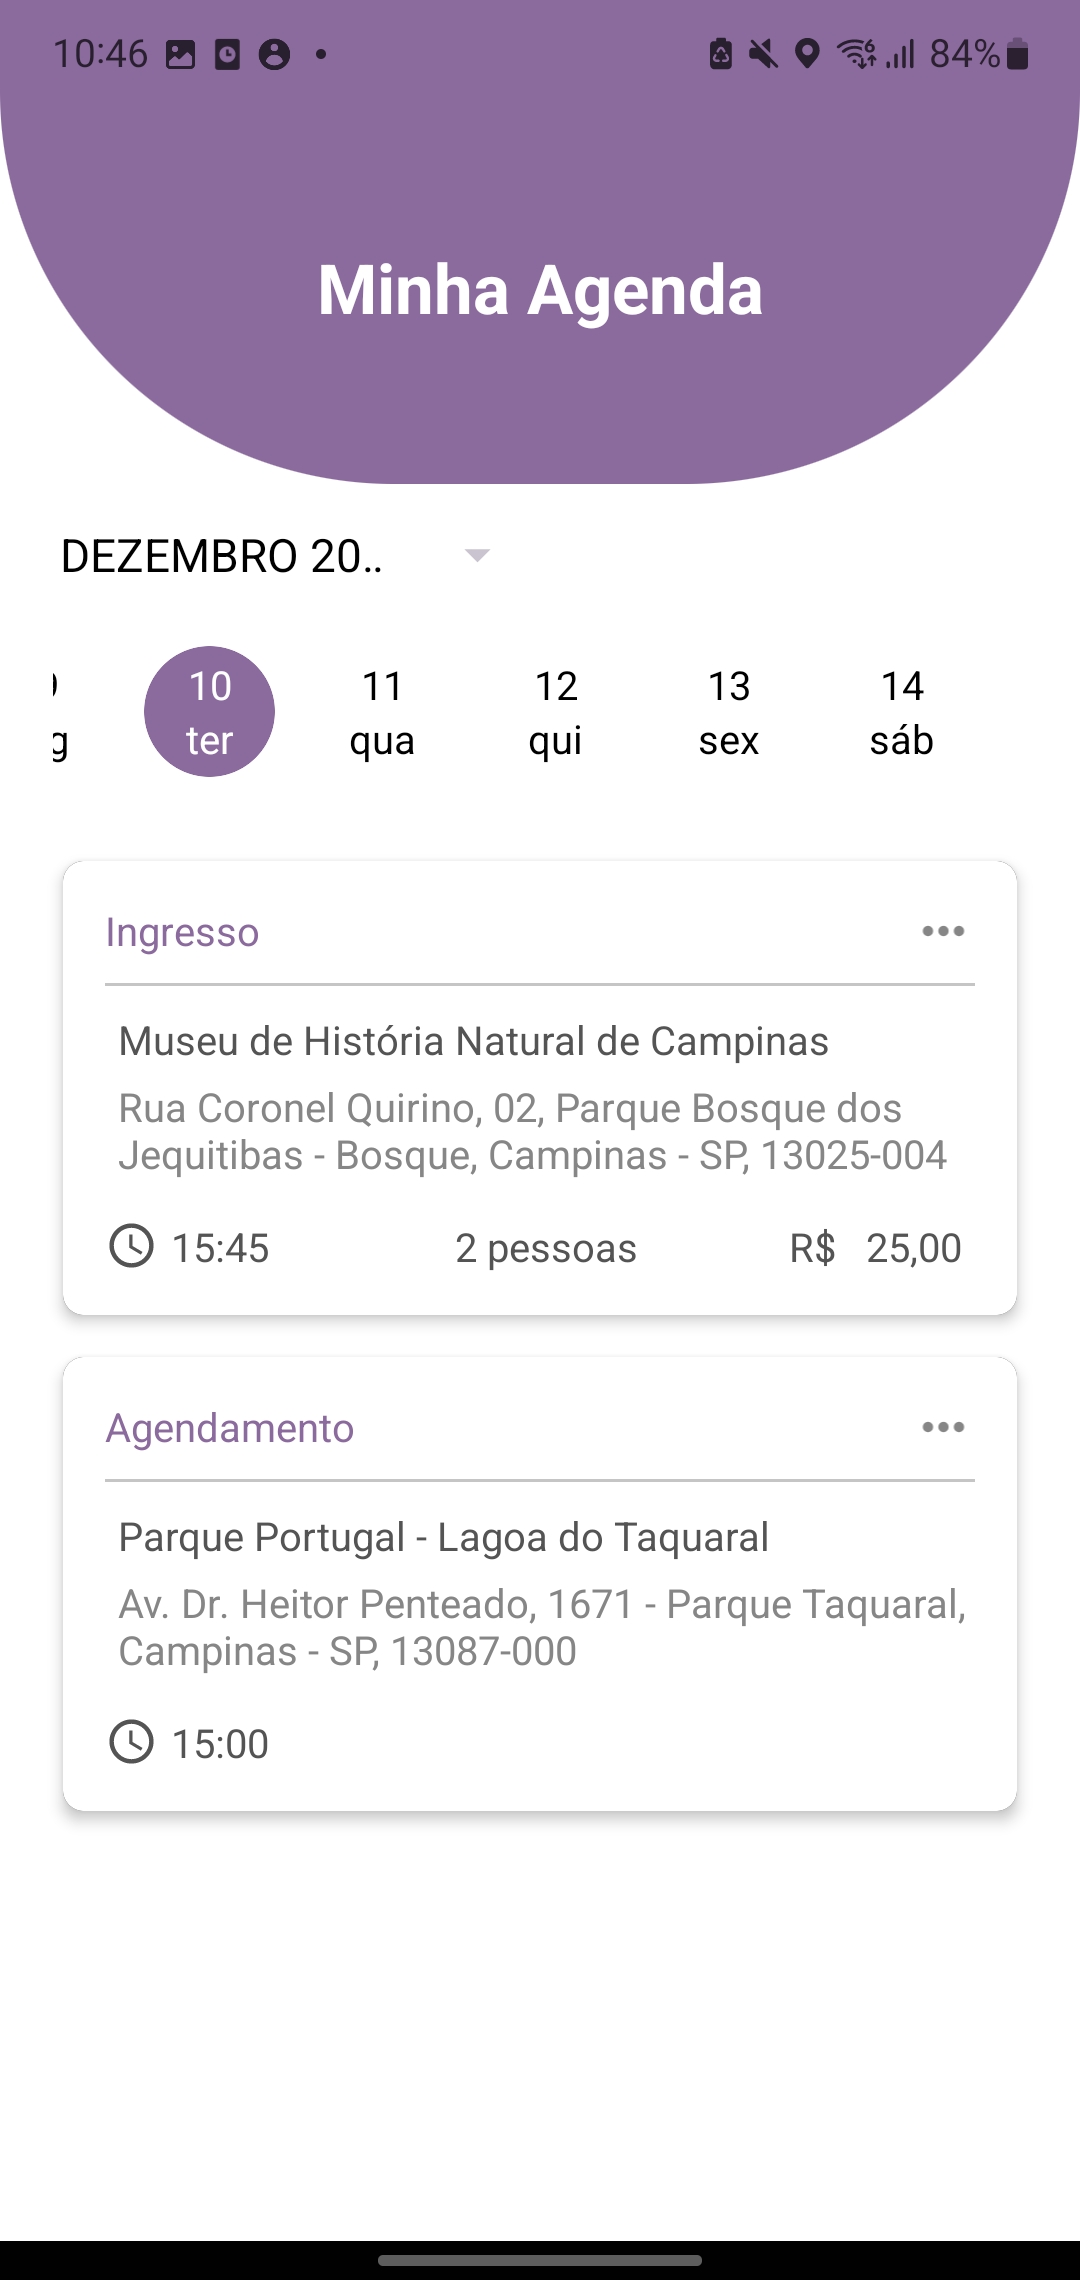 10:46 84%
Minha Agenda
DEZEMBRO 20..
10 11 12 13 14
g ter qua qui sex sáb
Ingresso
Museu de História Natural de Campinas
Rua Coronel Quirino, 02, Parque Bosque dos
Jequitibas - Bosque, Campinas - SP, 13025-004
15:45 2 pessoas R$ 25,00
Agendamento
Parque Portugal - Lagoa do Taquaral
Av. Dr. Heitor Penteado, 1671 - Parque Taquaral,
Campinas - SP, 13087-000
15:00